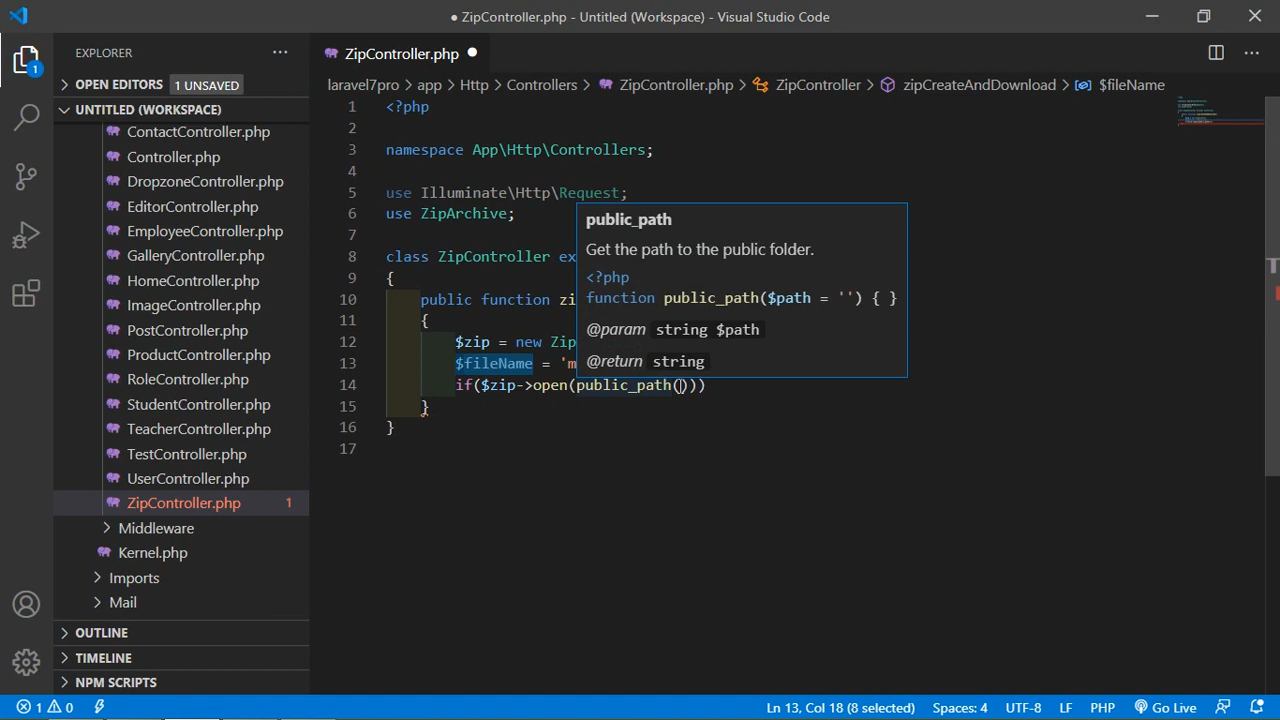 ZipController.php - Untitled (Workspace) - Visual Studio Code
EXPLORER
ZipController.php
OPEN EDITORS 1 UNSAVED
UNTITLED (WORKSPACE)
ContactController.php
Controller.php
DropzoneController.php
EditorController.php
EmployeeController.php
GalleryController.php
HomeController.php
ImageController.php
PostController.php
ProductController.php
RoleController.php
StudentController.php
TeacherController.php
TestController.php
UserController.php
ZipController.php 1
Middleware
Kernel.php
Imports
Mail
OUTLINE
TIMELINE
NPM SCRIPTS
1
laravel7pro > app > Http > Controllers > ZipController.php > ZipController > zipCreateAndDownload > $fileName
1 <?php
2
3 namespace App\Http\Controllers;
4
5 use Illuminate\Http\Request;
6 use ZipArchive;
7
8 class ZipController ex
9 {
10 public function zi
11 {
12 $zip = new Zip
13 $fileName = 'm
14 if($zip->open(public_path()))
15 }
16 }
17
public_path
Get the path to the public folder.
<?php
function public_path($path = '') { }
@param string $path
@return string
1 0 Ln 13, Col 18 (8 selected) Spaces: 4 UTF-8 LF PHP Go Live